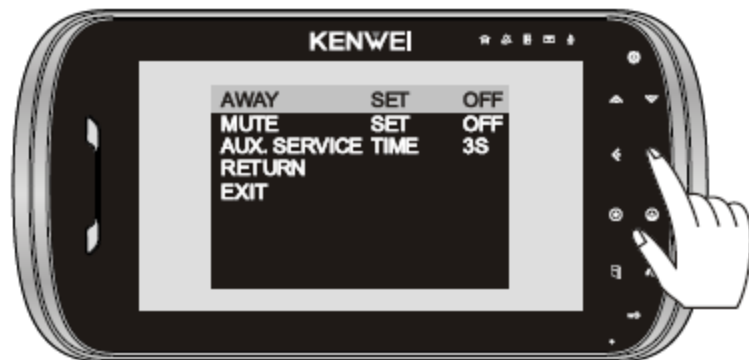 KENWEI
AWAY SET OFF
MUTE SET OFF
AUX. SERVICE TIME 3S
RETURN
EXIT